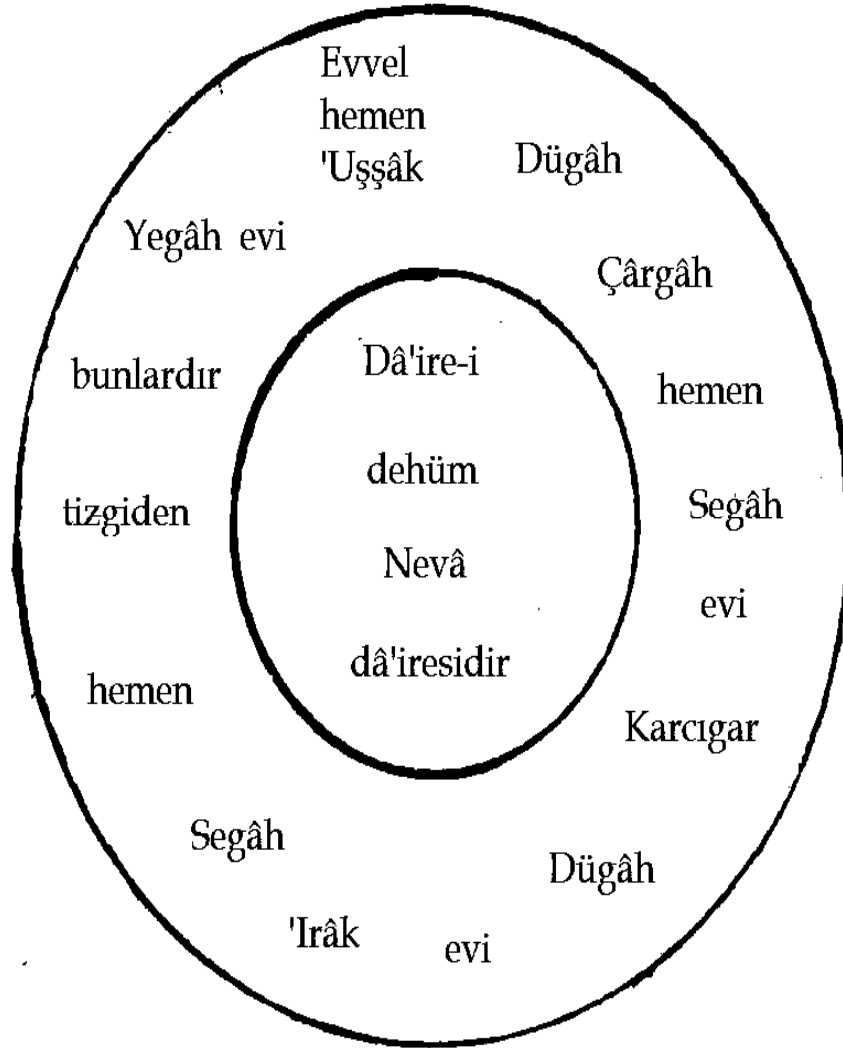 Evvel
hemen
'Uşşâk
Dügâh
Çârgâh
hemen
Segâh
evi
Karcıgar
Dügâh
evi
'Irâk
Segâh
hemen
tizgiden
bunlardır
Yegâh evi
Dâ'ire-i
dehüm
Nevâ
dâ'iresidir